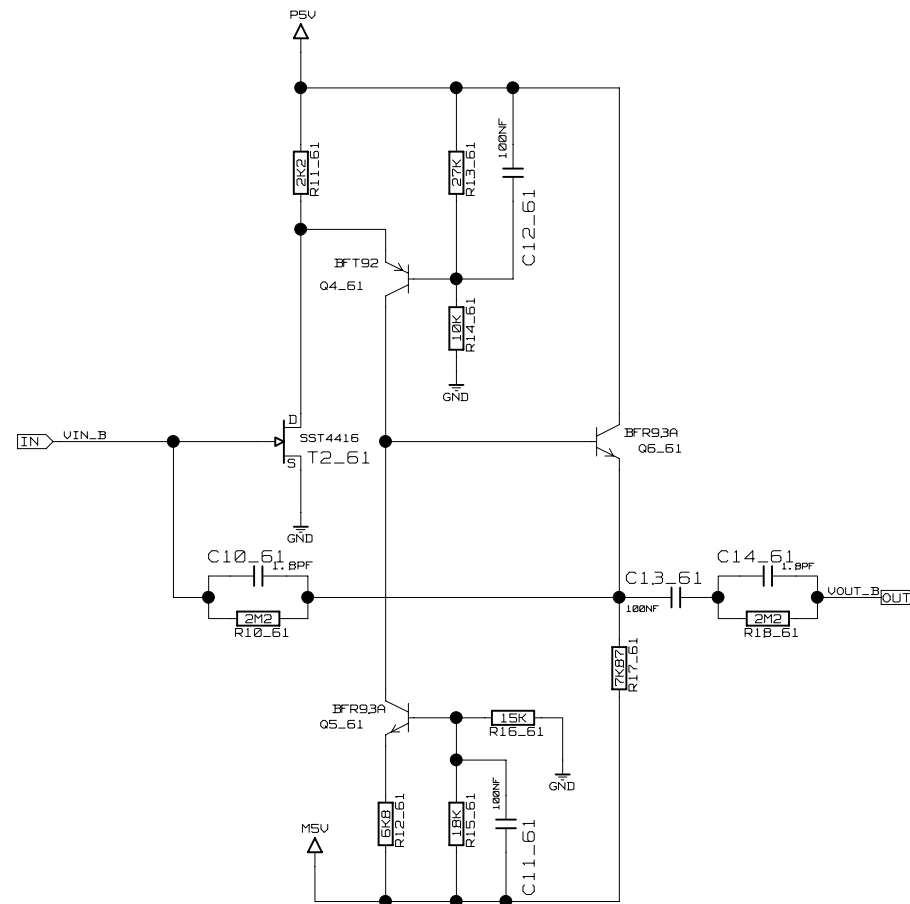 P5V
100NF
2K2
R11_61
27K
R13_61
C12_61
BFT92
Q4_61
10K
R14_61
GND
IN
VIN_B
D
SST4416
S
T2_61
BFR93A
Q6_61
GND
C10_61
1.8PF
2M2
R10_61
C13_61
100NF
C14_61
1.8PF
VOUT_B
OUT
2M2
R18_61
7K87
R17_61
BFR93A
Q5_61
15K
R16_61
GND
100NF
6K8
R12_61
18K
R15_61
C11_61
M5V